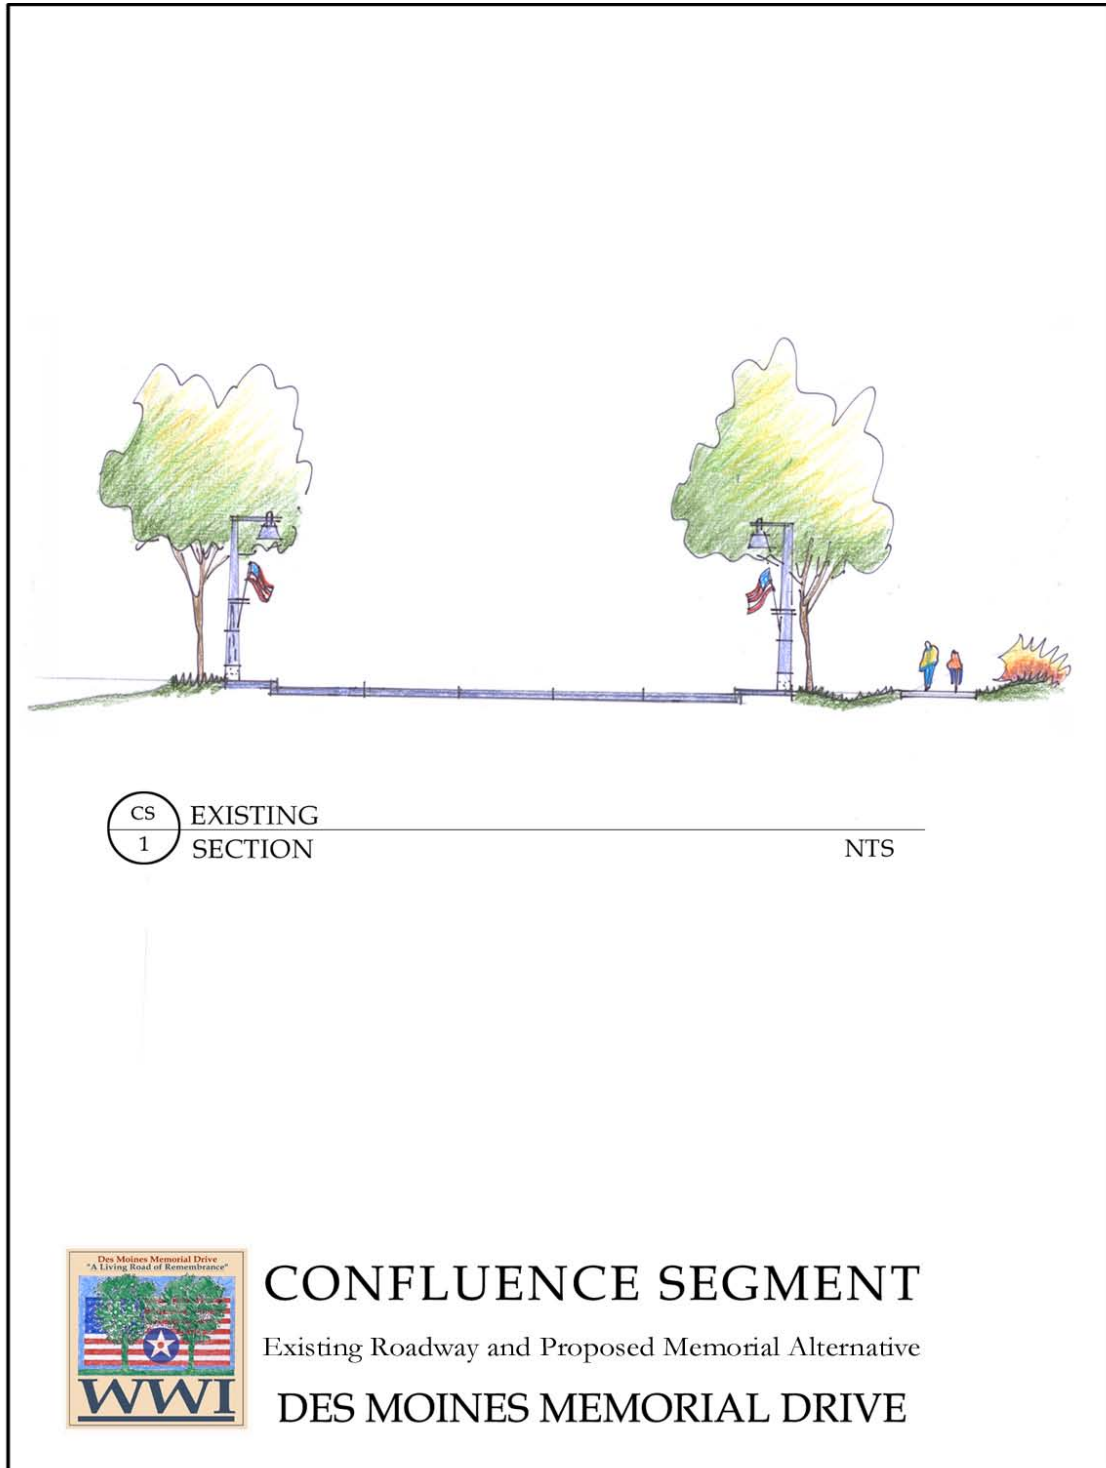 CS
1
EXISTING
SECTION
NTS
Des Moines Memorial Drive
"A Living Road of Remembrance"
WWI
CONFLUENCE SEGMENT
Existing Roadway and Proposed Memorial Alternative
DES MOINES MEMORIAL DRIVE